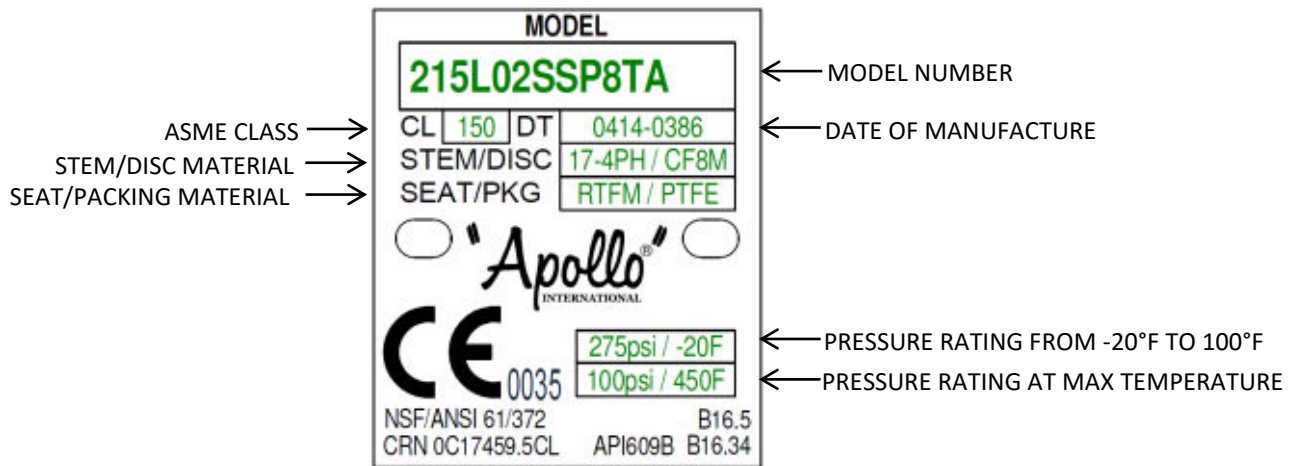 MODEL
215L02SSP8TA ← MODEL NUMBER
ASME CLASS → CL 150 DT 0414-0386 ← DATE OF MANUFACTURE
STEM/DISC MATERIAL → STEM/DISC 17-4PH / CF8M
SEAT/PACKING MATERIAL → SEAT/PKG RTFM / PTFE
"Apollo"®
INTERNATIONAL
275psi / -20F ← PRESSURE RATING FROM -20°F TO 100°F
CE 0035 100psi / 450F ← PRESSURE RATING AT MAX TEMPERATURE
NSF/ANSI 61/372 B16.5
CRN 0C17459.5CL API609B B16.34